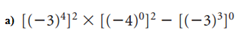 a) [(−3)⁴]² × [(−4)⁰]² − [(−3)³]⁰